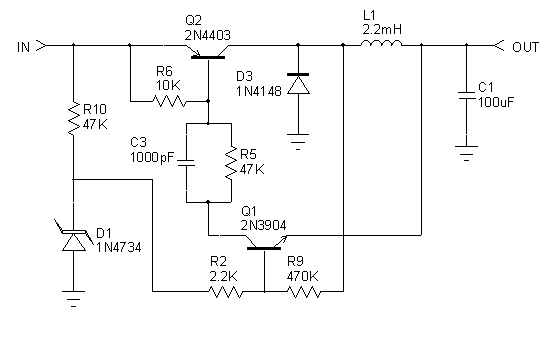 Q2
2N4403
L1
2.2mH
IN
OUT
R6
10K
D3
1N4148
C1
100uF
R10
47K
C3
1000pF
R5
47K
Q1
2N3904
D1
1N4734
R2
2.2K
R9
470K